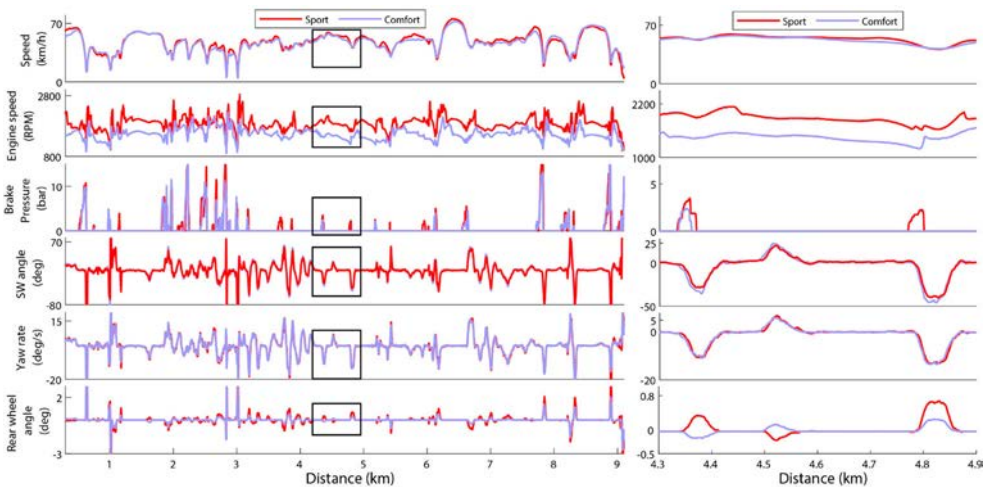 Sport Comfort
Speed
(km/h)
70
0
Engine speed
(RPM)
2800
800
Brake
Pressure
(bar)
10
0
SW angle
(deg)
70
-80
Yaw rate
(deg/s)
15
-20
Rear wheel
angle
(deg)
2
-3
1 2 3 4 5 6 7 8 9
Distance (km)
Sport Comfort
70
0
2200
1000
5
0
25
0
-50
5
0
-20
0.8
0
-0.5
4.3 4.4 4.5 4.6 4.7 4.8 4.9
Distance (km)